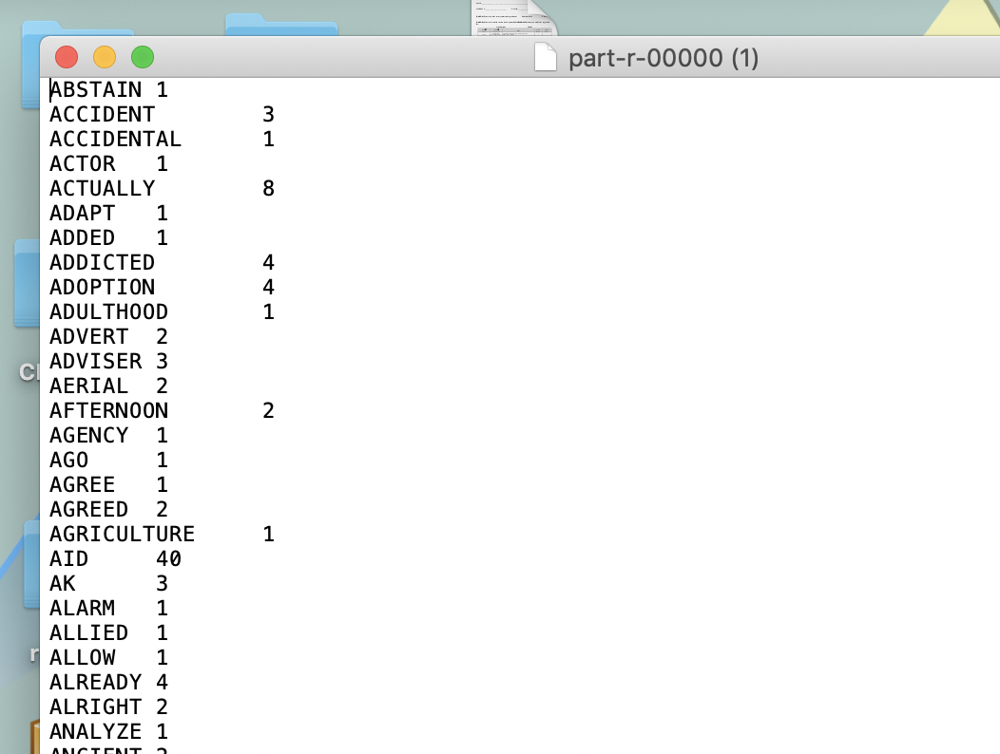 part-r-00000 (1)
ABSTAIN 1
ACCIDENT 3
ACCIDENTAL 1
ACTOR 1
ACTUALLY 8
ADAPT 1
ADDED 1
ADDICTED 4
ADOPTION 4
ADULTHOOD 1
ADVERT 2
ADVISER 3
AERIAL 2
AFTERNOON 2
AGENCY 1
AGO 1
AGREE 1
AGREED 2
AGRICULTURE 1
AID 40
AK 3
ALARM 1
ALLIED 1
ALLOW 1
ALREADY 4
ALRIGHT 2
ANALYZE 1